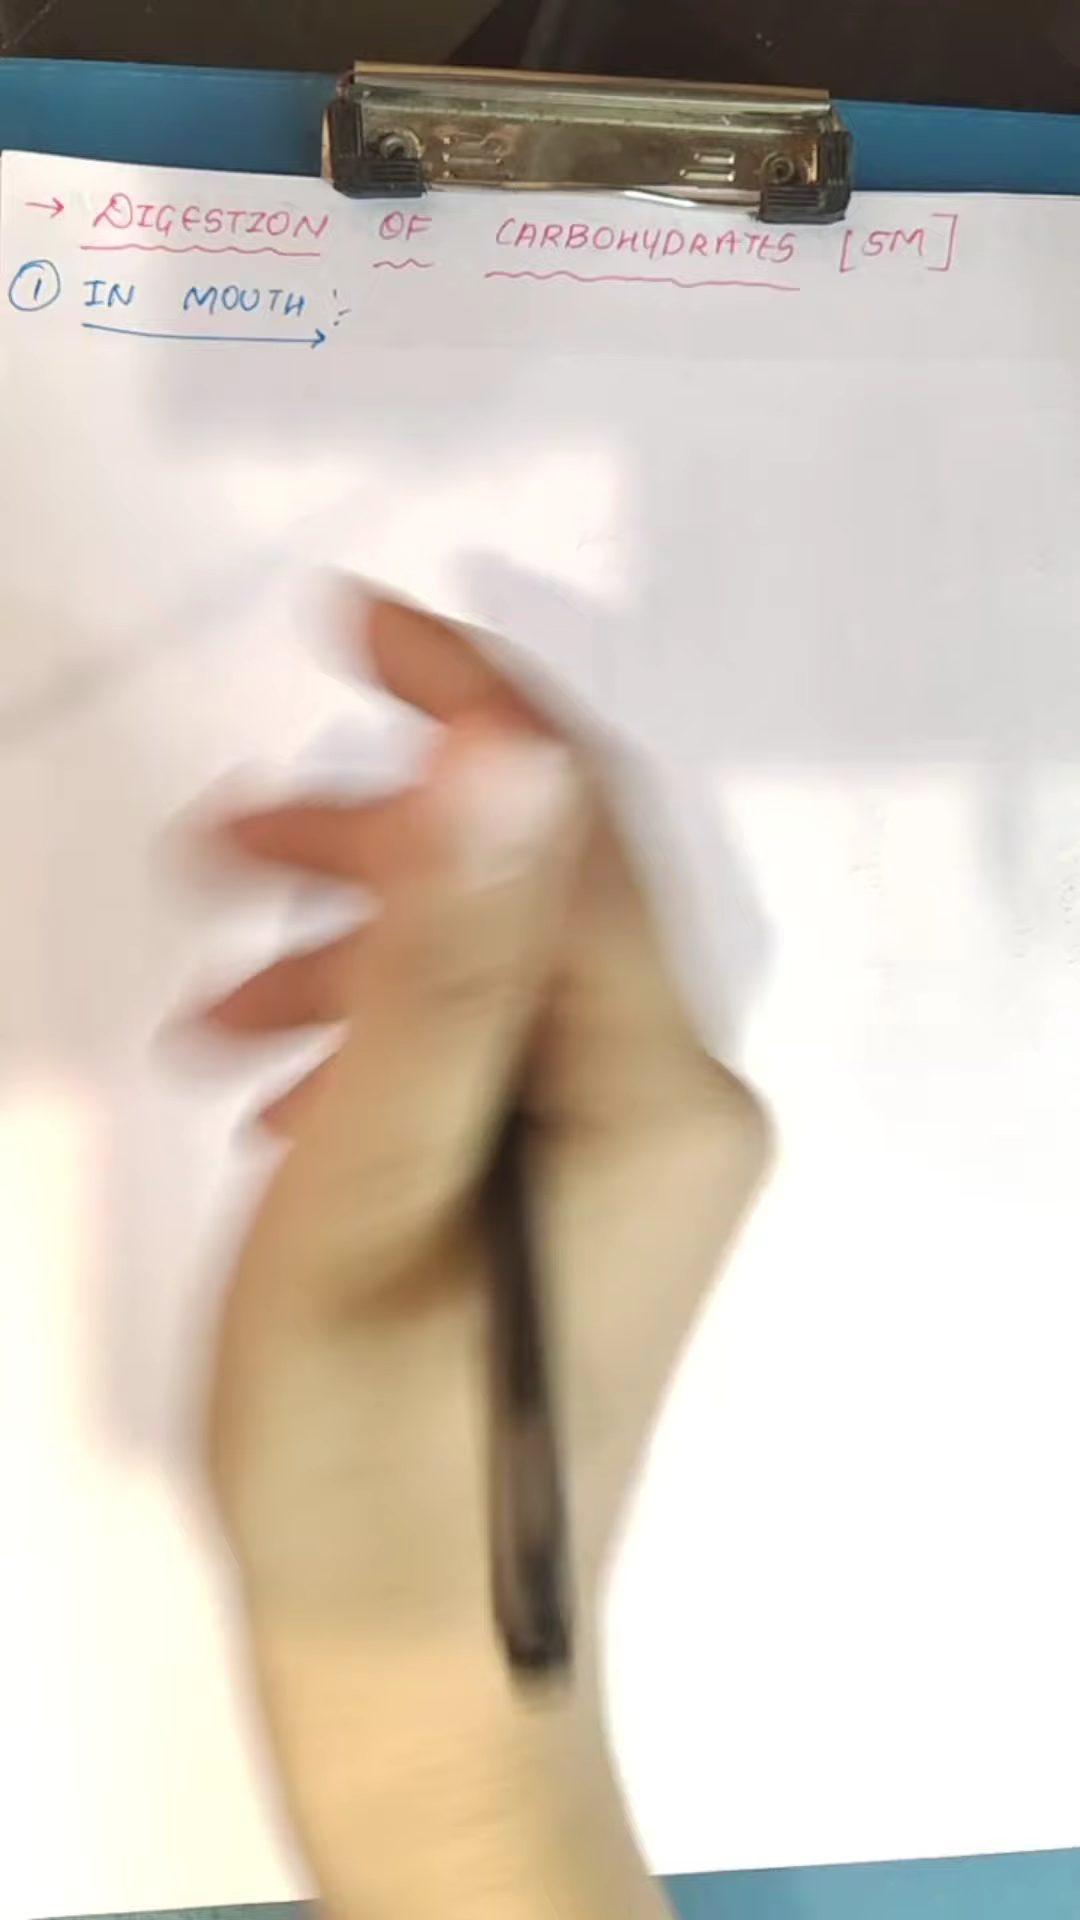 → DIGESTION OF CARBOHYDRATES [5M]
① IN MOUTH :-